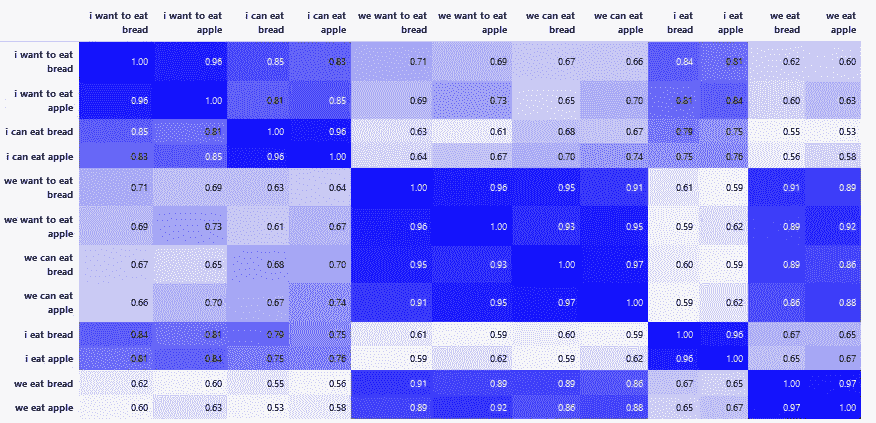 i want to eat bread i want to eat apple i can eat bread i can eat apple we want to eat bread we want to eat apple we can eat bread we can eat apple i eat bread i eat apple we eat bread we eat apple
i want to eat bread 1.00 0.96 0.85 0.83 0.71 0.69 0.67 0.66 0.84 0.81 0.62 0.60
i want to eat apple 0.96 1.00 0.81 0.85 0.69 0.73 0.65 0.70 0.81 0.84 0.60 0.63
i can eat bread 0.85 0.81 1.00 0.96 0.63 0.61 0.68 0.67 0.79 0.75 0.55 0.53
i can eat apple 0.83 0.85 0.96 1.00 0.64 0.67 0.70 0.74 0.75 0.76 0.56 0.58
we want to eat bread 0.71 0.69 0.63 0.64 1.00 0.96 0.95 0.91 0.61 0.59 0.91 0.89
we want to eat apple 0.69 0.73 0.61 0.67 0.96 1.00 0.93 0.95 0.59 0.62 0.89 0.92
we can eat bread 0.67 0.65 0.68 0.70 0.95 0.93 1.00 0.97 0.60 0.59 0.89 0.86
we can eat apple 0.66 0.70 0.67 0.74 0.91 0.95 0.97 1.00 0.59 0.62 0.86 0.88
i eat bread 0.84 0.81 0.79 0.75 0.61 0.59 0.60 0.59 1.00 0.96 0.67 0.65
i eat apple 0.81 0.84 0.75 0.76 0.59 0.62 0.59 0.62 0.96 1.00 0.65 0.67
we eat bread 0.62 0.60 0.55 0.56 0.91 0.89 0.89 0.86 0.67 0.65 1.00 0.97
we eat apple 0.60 0.63 0.53 0.58 0.89 0.92 0.86 0.88 0.65 0.67 0.97 1.00